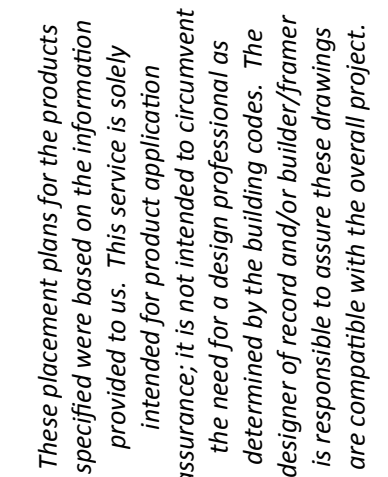 These placement plans for the products
specified were based on the information
provided to us. This service is solely
intended for product application
assurance; it is not intended to circumvent
the need for a design professional as
determined by the building codes. The
designer of record and/or builder/framer
is responsible to assure these drawings
are compatible with the overall project.